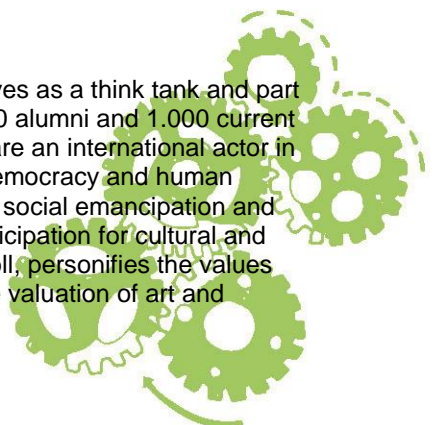 ves as a think tank and part
0 alumni and 1.000 current
are an international actor in
emocracy and human
social emancipation and
icipation for cultural and
oll, personifies the values
e valuation of art and